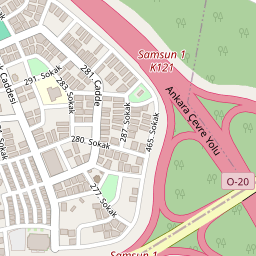 Samsun 1
K121
291. Sokak
283. Sokak
281. Cadde
Caddesi
287. Sokak
465. Sokak
Ankara Çevre Yolu
280. Sokak
277. Sokak
O-20
Samsun 1